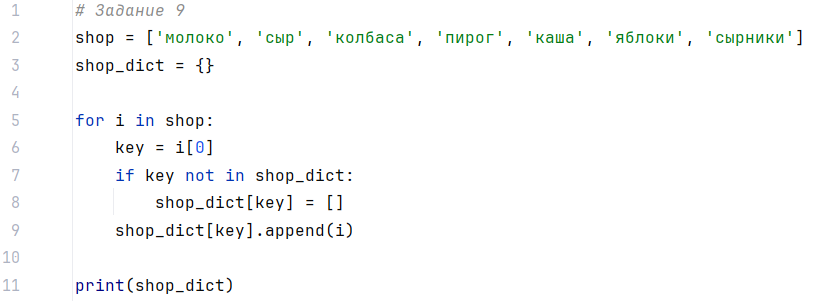 1 # Задание 9
2 shop = ['молоко', 'сыр', 'колбаса', 'пирог', 'каша', 'яблоки', 'сырники']
3 shop_dict = {}
4
5 for i in shop:
6     key = i[0]
7     if key not in shop_dict:
8         shop_dict[key] = []
9     shop_dict[key].append(i)
10
11 print(shop_dict)